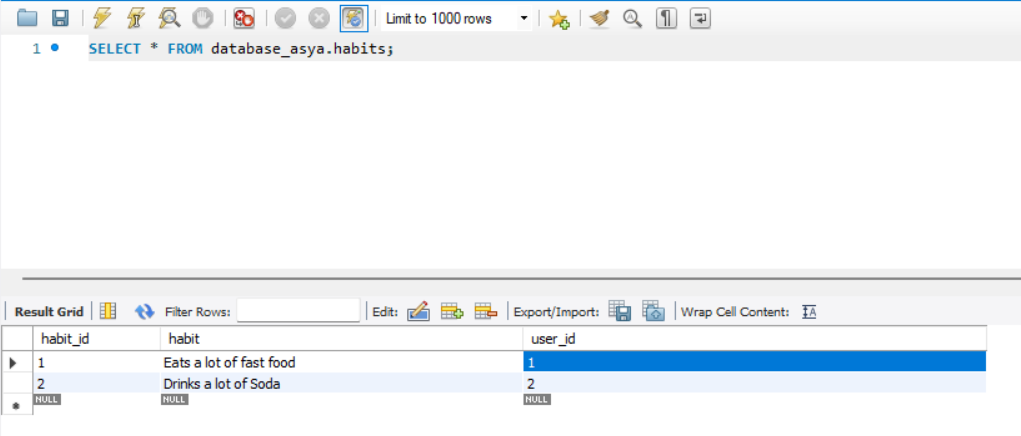 Limit to 1000 rows
1 SELECT * FROM database_asya.habits;
Result Grid Filter Rows: Edit: Export/Import: Wrap Cell Content: IA
habit_id habit user_id
1 Eats a lot of fast food 1
2 Drinks a lot of Soda 2
NULL NULL NULL